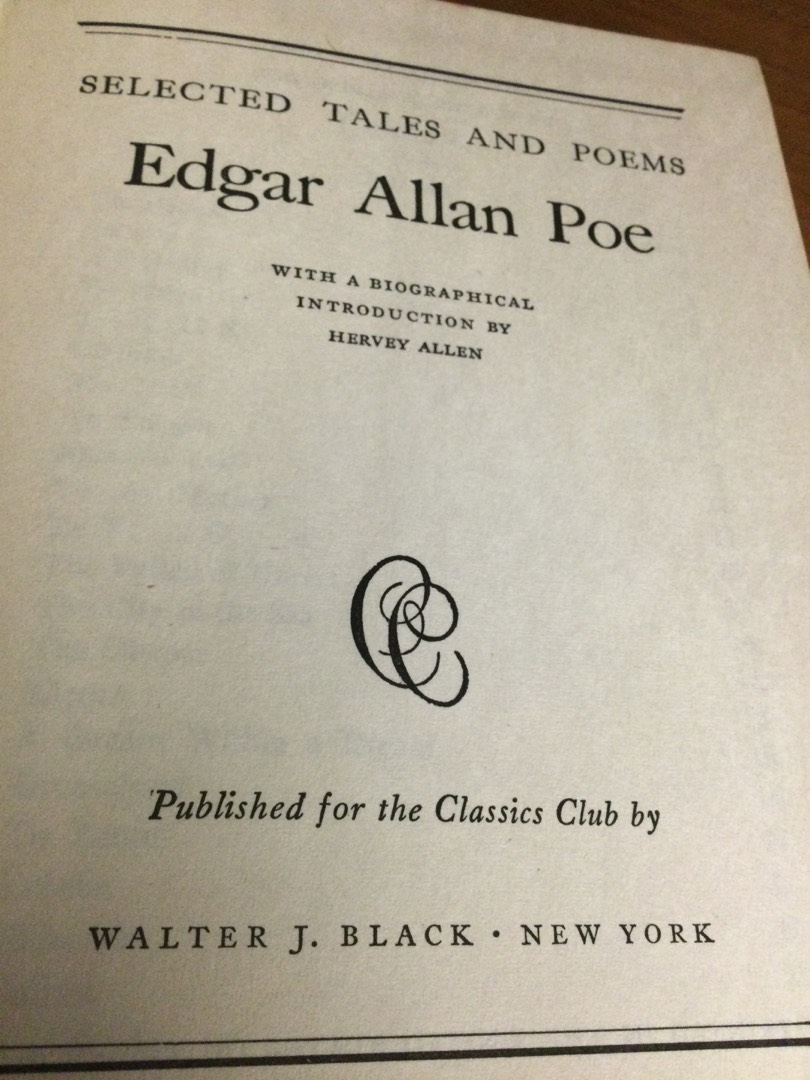 SELECTED TALES AND POEMS
Edgar Allan Poe
WITH A BIOGRAPHICAL
INTRODUCTION BY
HERVEY ALLEN
CC
Published for the Classics Club by
WALTER J. BLACK • NEW YORK